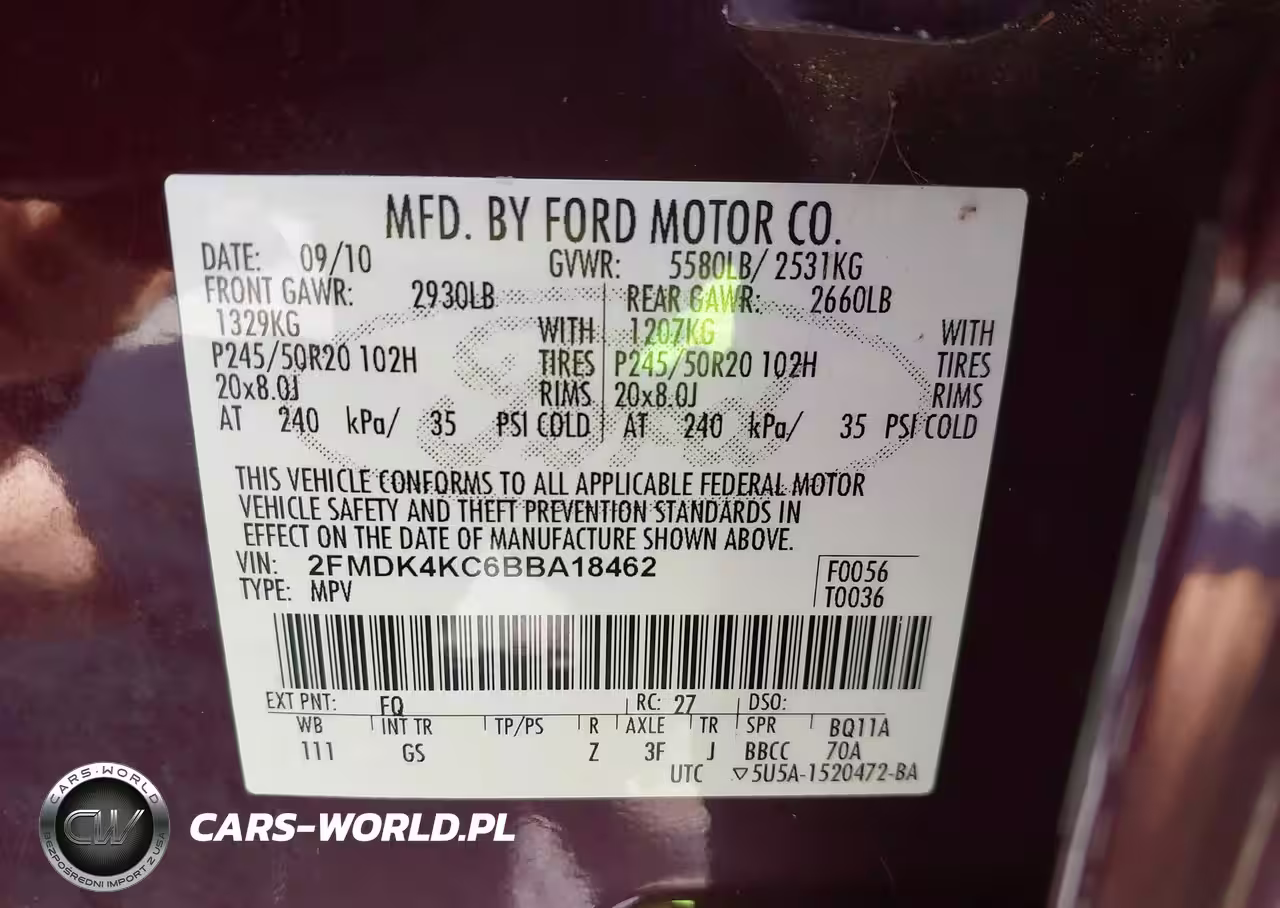 MFD. BY FORD MOTOR CO.
DATE: 09/10 GVWR: 5580LB/ 2531KG
FRONT GAWR: 2930LB REAR GAWR: 2660LB
1329KG WITH 1207KG WITH
P245/50R20 102H TIRES P245/50R20 102H TIRES
20x8.0J RIMS 20x8.0J RIMS
AT 240 kPa/ 35 PSI COLD AT 240 kPa/ 35 PSI COLD
THIS VEHICLE CONFORMS TO ALL APPLICABLE FEDERAL MOTOR
VEHICLE SAFETY AND THEFT PREVENTION STANDARDS IN
EFFECT ON THE DATE OF MANUFACTURE SHOWN ABOVE.
VIN: 2FMDK4KC6BBA18462 F0056
TYPE: MPV T0036
EXT PNT: FQ RC: 27 DSO:
WB INT TR TP/PS R AXLE TR SPR BQ11A
111 GS Z 3F J BBCC 70A
UTC ▽5U5A-1520472-BA
CARS-WORLD
CW
BEZPOŚREDNI IMPORT Z USA
CARS-WORLD.PL